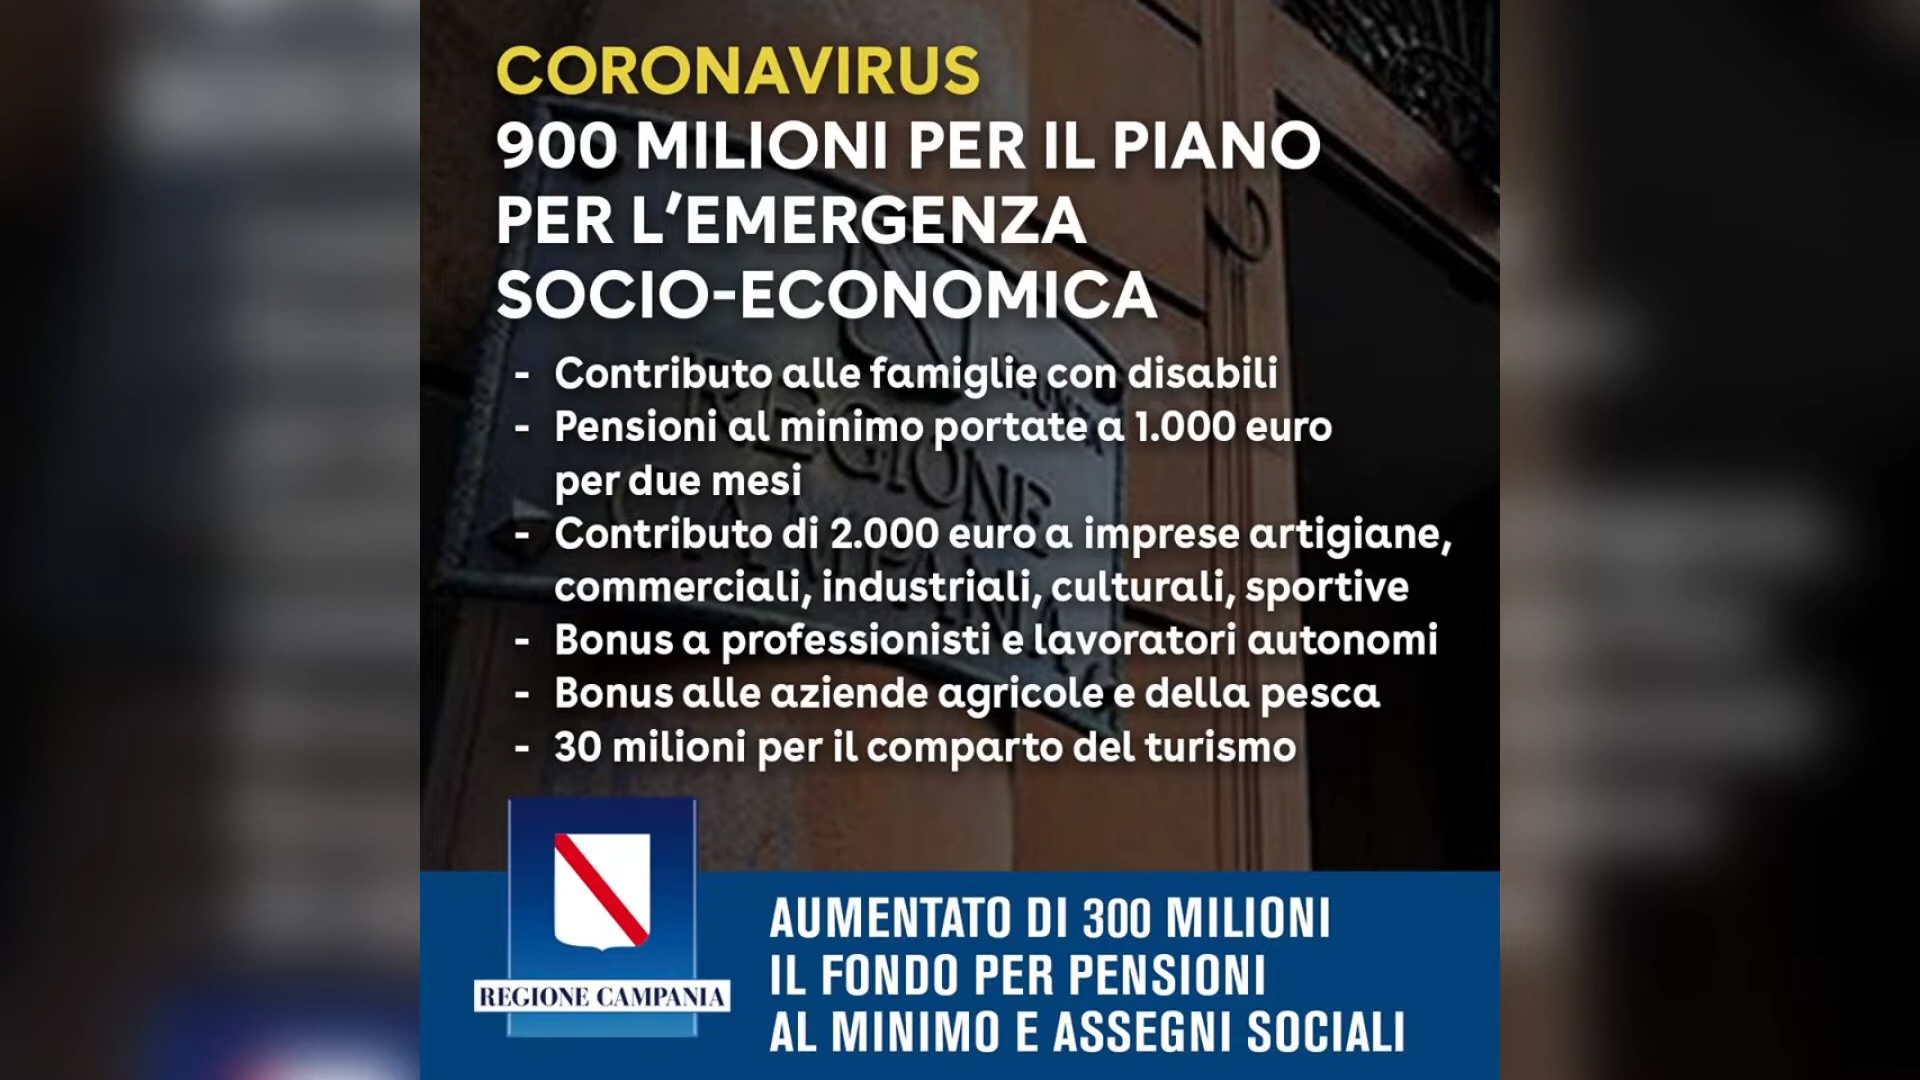 CORONAVIRUS
900 MILIONI PER IL PIANO
PER L'EMERGENZA
SOCIO-ECONOMICA
- Contributo alle famiglie con disabili
- Pensioni al minimo portate a 1.000 euro
per due mesi
- Contributo di 2.000 euro a imprese artigiane,
commerciali, industriali, culturali, sportive
- Bonus a professionisti e lavoratori autonomi
- Bonus alle aziende agricole e della pesca
- 30 milioni per il comparto del turismo
REGIONE
CAMPANIA
REGIONE CAMPANIA
AUMENTATO DI 300 MILIONI
IL FONDO PER PENSIONI
AL MINIMO E ASSEGNI SOCIALI